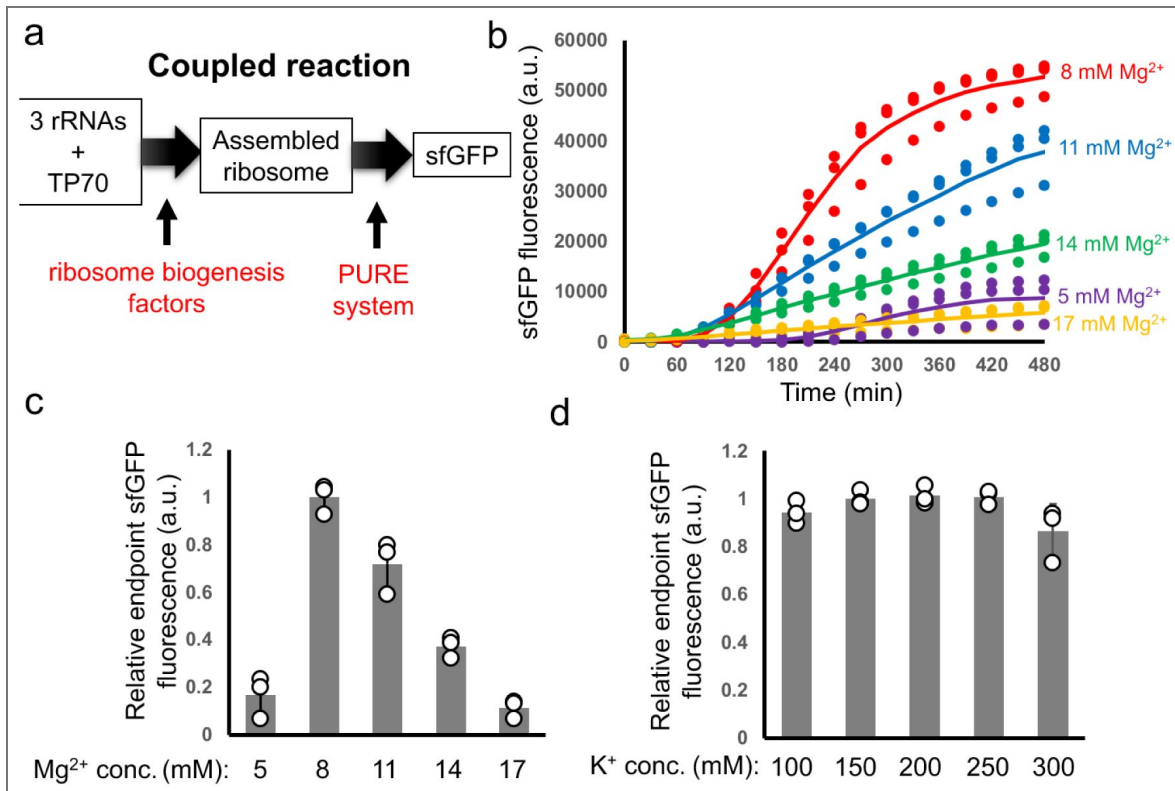 a
Coupled reaction
3 rRNAs
+
TP70
Assembled
ribosome
sfGFP
ribosome biogenesis
factors
PURE
system
b
sfGFP fluorescence (a.u.)
60000
50000
40000
30000
20000
10000
0
0 60 120 180 240 300 360 420 480
Time (min)
8 mM Mg²⁺
11 mM Mg²⁺
14 mM Mg²⁺
5 mM Mg²⁺
17 mM Mg²⁺
c
Relative endpoint sfGFP
fluorescence (a.u.)
1.2
1
0.8
0.6
0.4
0.2
0
Mg²⁺ conc. (mM): 5 8 11 14 17
d
Relative endpoint sfGFP
fluorescence (a.u.)
1.2
1
0.8
0.6
0.4
0.2
0
K⁺ conc. (mM): 100 150 200 250 300